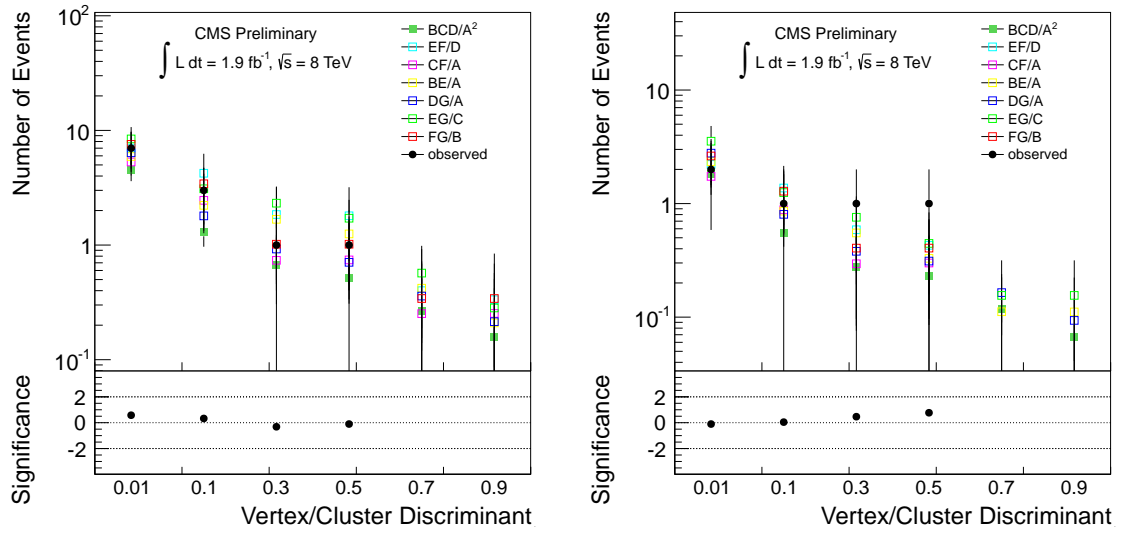 10²
10
1
10⁻¹
Number of Events
CMS Preliminary
∫ L dt = 1.9 fb⁻¹, √s = 8 TeV
BCD/A²
EF/D
CF/A
BE/A
DG/A
EG/C
FG/B
observed
Significance
2
0
-2
0.01 0.1 0.3 0.5 0.7 0.9
Vertex/Cluster Discriminant
10
1
10⁻¹
Number of Events
CMS Preliminary
∫ L dt = 1.9 fb⁻¹, √s = 8 TeV
BCD/A²
EF/D
CF/A
BE/A
DG/A
EG/C
FG/B
observed
Significance
2
0
-2
0.01 0.1 0.3 0.5 0.7 0.9
Vertex/Cluster Discriminant